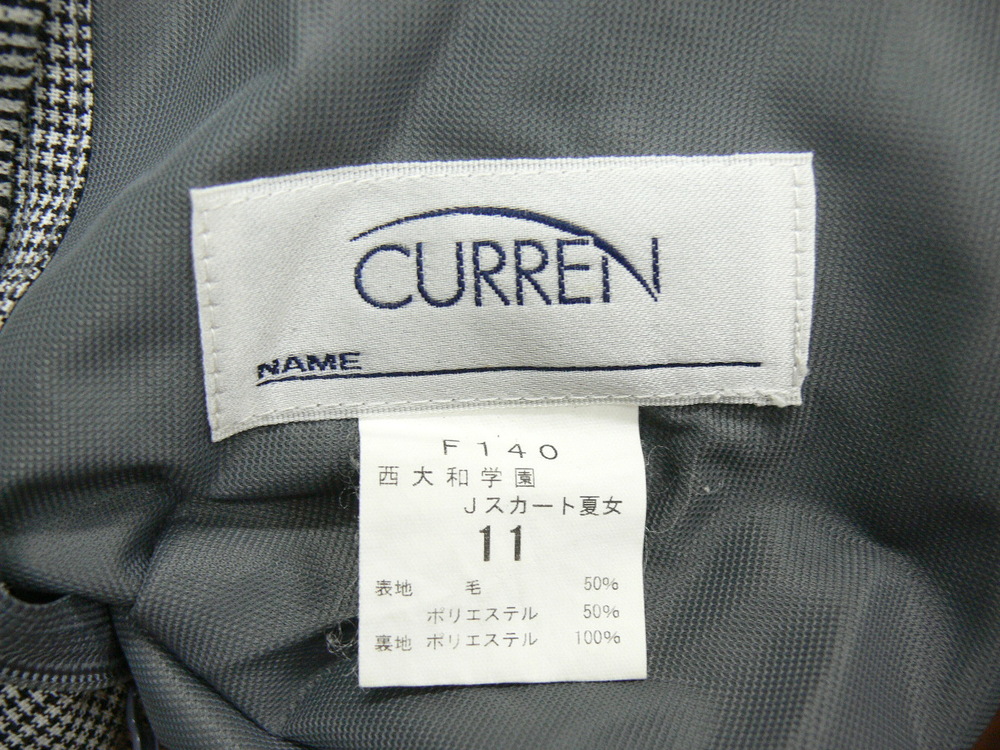 CURREN
NAME
F140
西大和学園
Jスカート夏女
11
表地 毛 50%
ポリエステル 50%
裏地 ポリエステル 100%